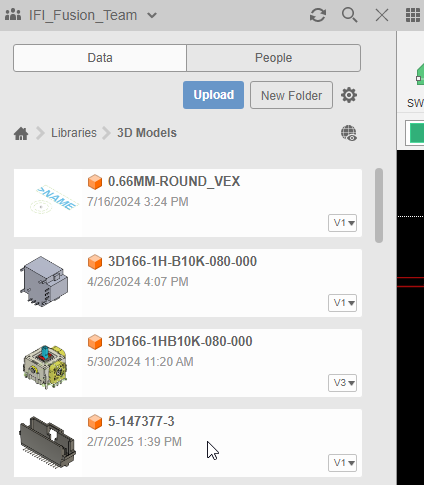 IFI_Fusion_Team
Data
People
Upload
New Folder
Libraries
3D Models
0.66MM-ROUND_VEX
>NAME
7/16/2024 3:24 PM
V1
3D166-1H-B10K-080-000
4/26/2024 4:07 PM
V1
3D166-1HB10K-080-000
5/30/2024 11:20 AM
V3
5-147377-3
2/7/2025 1:39 PM
V1
SW